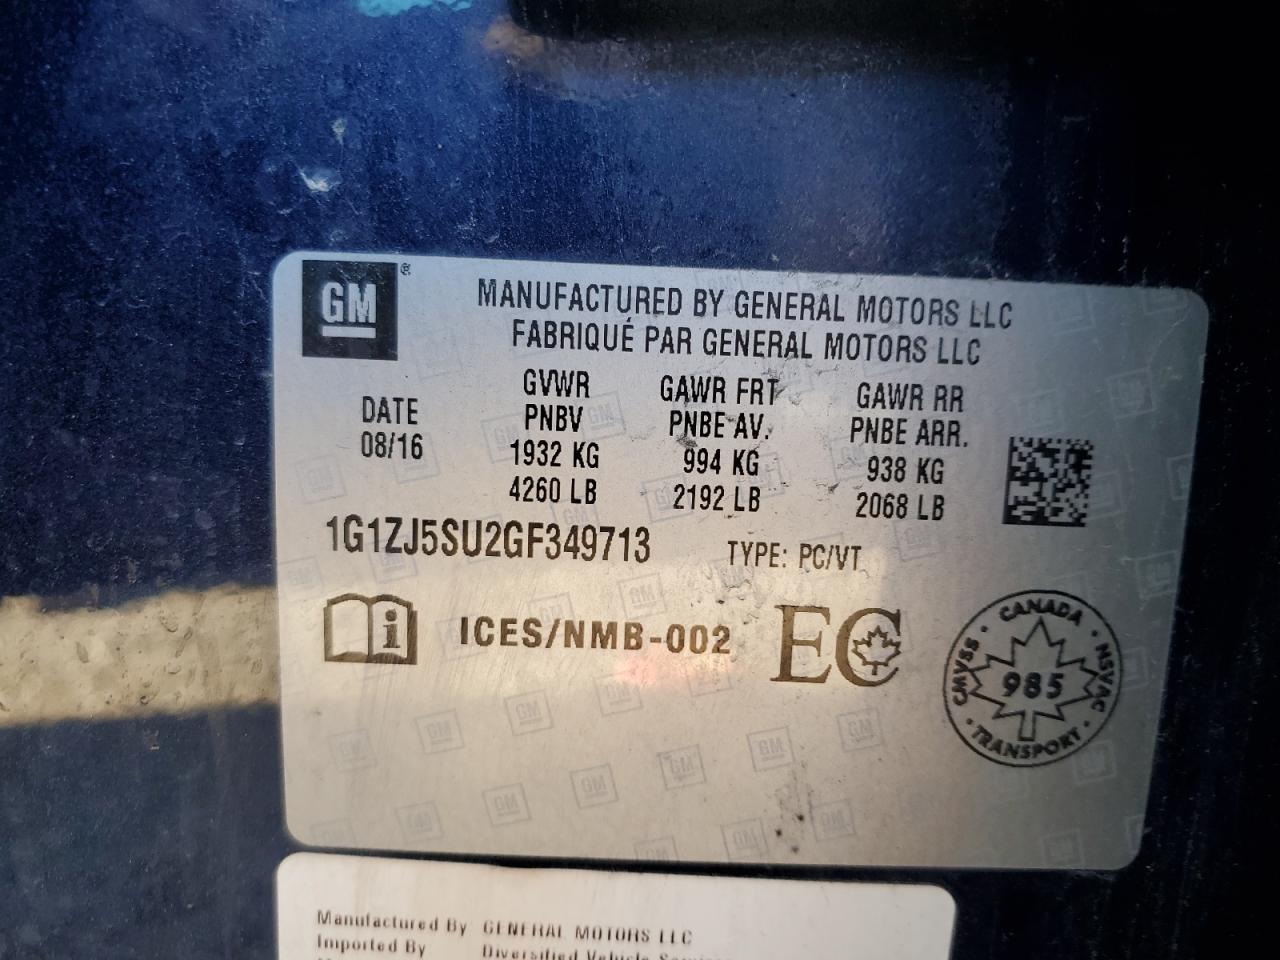 GM®
MANUFACTURED BY GENERAL MOTORS LLC
FABRIQUÉ PAR GENERAL MOTORS LLC
DATE
08/16
GVWR
PNBV
1932 KG
4260 LB
GAWR FRT
PNBE AV.
994 KG
2192 LB
GAWR RR
PNBE ARR.
938 KG
2068 LB
1G1ZJ5SU2GF349713 TYPE: PC/VT
i ICES/NMB-002 EC
CANADA · NSVAC · TRANSPORT · CMVSS ·
985
Manufactured By GENERAL MOTORS LLC
Imported By Diversified Vehicle